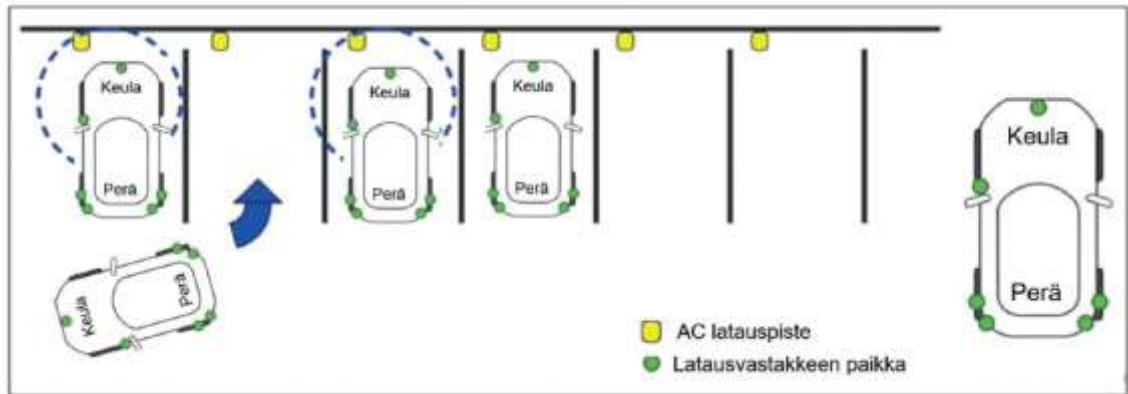 Keula
Keula
Keula
Keula
Perä
Perä
Perä
Perä
Perä
Keula
AC latauspiste
Latausvastakkeen paikka